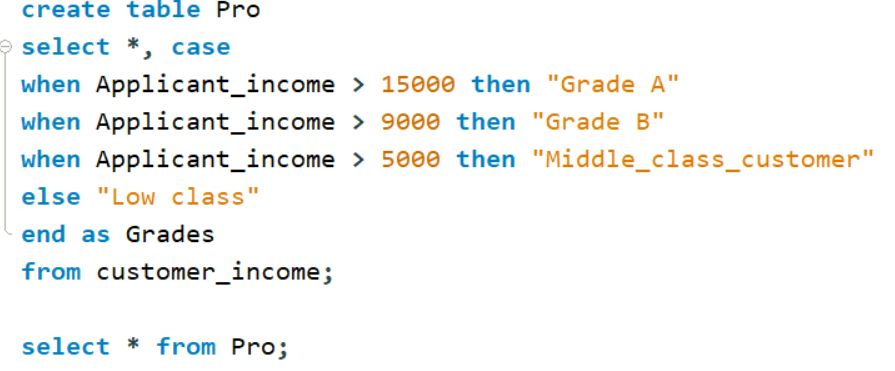 create table Pro
select *, case
when Applicant_income > 15000 then "Grade A"
when Applicant_income > 9000 then "Grade B"
when Applicant_income > 5000 then "Middle_class_customer"
else "Low class"
end as Grades
from customer_income;
select * from Pro;